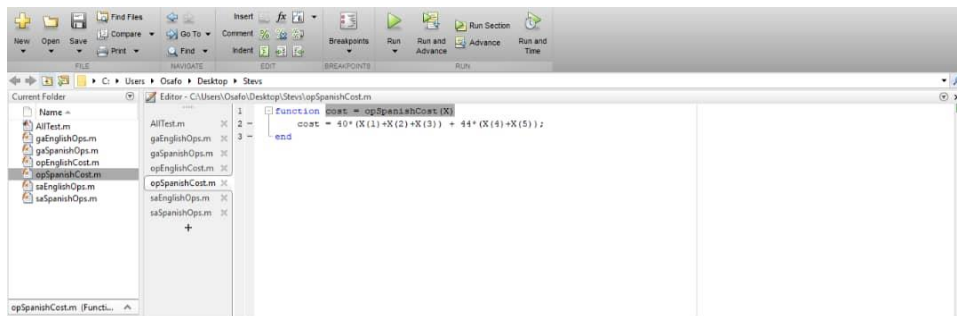 Find Files
Insert fx
Compare
Go To
Comment
Run Section
New Open Save
Print
Find
Indent
Breakpoints
Run
Run and Advance
Advance
Run and Time
FILE NAVIGATE EDIT BREAKPOINTS RUN
C: Users Osafo Desktop Stevs
Current Folder
Editor - C:\Users\Osafo\Desktop\Stevs\opSpanishCost.m
Name
AllTest.m
gaEnglishOps.m
gaSpanishOps.m
opEnglishCost.m
opSpanishCost.m
saEnglishOps.m
saSpanishOps.m
AllTest.m
gaEnglishOps.m
gaSpanishOps.m
opEnglishCost.m
opSpanishCost.m
saEnglishOps.m
saSpanishOps.m
+
1 function cost = opSpanishCost(X)
2 cost = 40*(X(1)+X(2)+X(3)) + 44*(X(4)+X(5));
3 end
opSpanishCost.m (Functi...